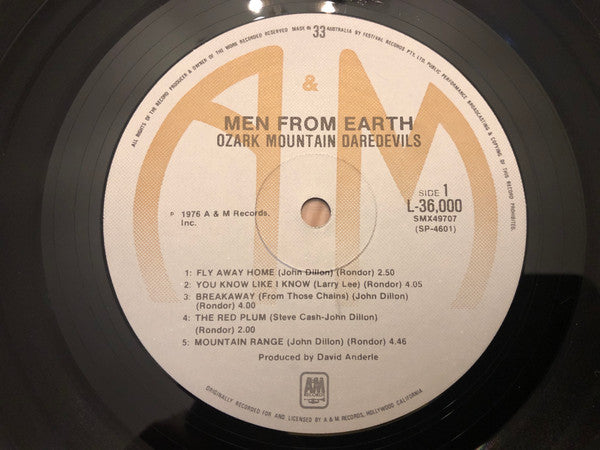 ALL RIGHTS OF THE RECORD PRODUCER & OWNER OF THE WORK RECORDED RESERVED MADE IN AUSTRALIA BY FESTIVAL RECORDS PTY. LTD. PUBLIC PERFORMANCE BROADCASTING & COPYING OF THIS RECORD PROHIBITED.
33
A & M
MEN FROM EARTH
OZARK MOUNTAIN DAREDEVILS
SIDE 1
L-36,000
SMX49707
(SP-4601)
P 1976 A & M Records,
Inc.
1: FLY AWAY HOME (John Dillon) (Rondor) 2.50
2: YOU KNOW LIKE I KNOW (Larry Lee) (Rondor) 4.05
3: BREAKAWAY (From Those Chains) (John Dillon)
(Rondor) 4.00
4: THE RED PLUM (Steve Cash-John Dillon)
(Rondor) 2.00
5: MOUNTAIN RANGE (John Dillon) (Rondor) 4.46
Produced by David Anderle
A&M
RECORDS
ORIGINALLY RECORDED FOR AND LICENSED BY A & M RECORDS, HOLLYWOOD CALIFORNIA.